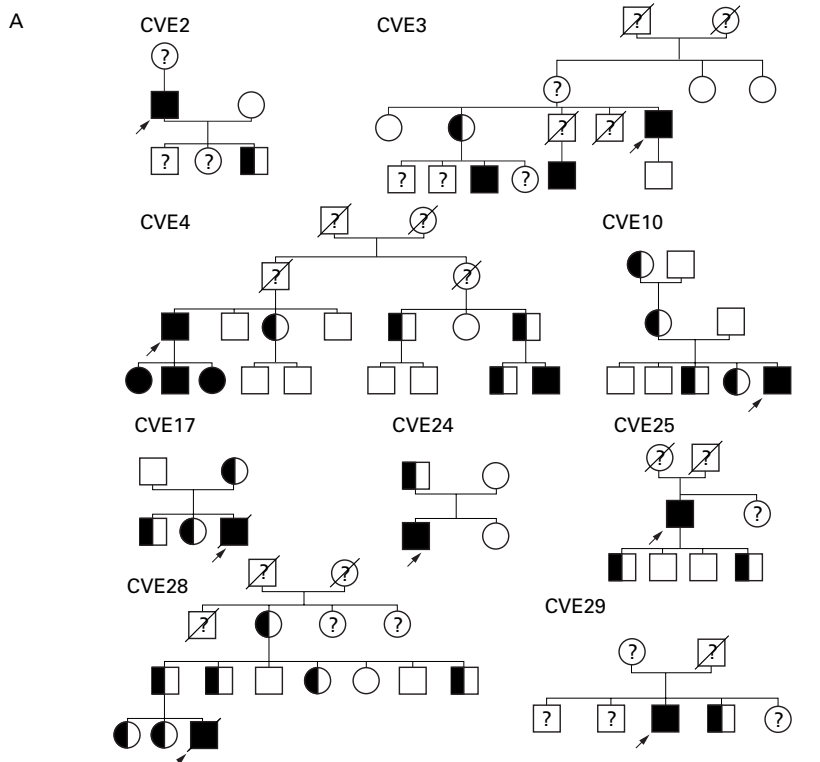 A
CVE2
?
? ?
CVE3
? ?
?
? ?
? ? ?
CVE4
? ?
? ?
CVE10
CVE17
CVE24
CVE25
? ?
?
CVE28
? ?
? ? ?
CVE29
? ?
? ? ?